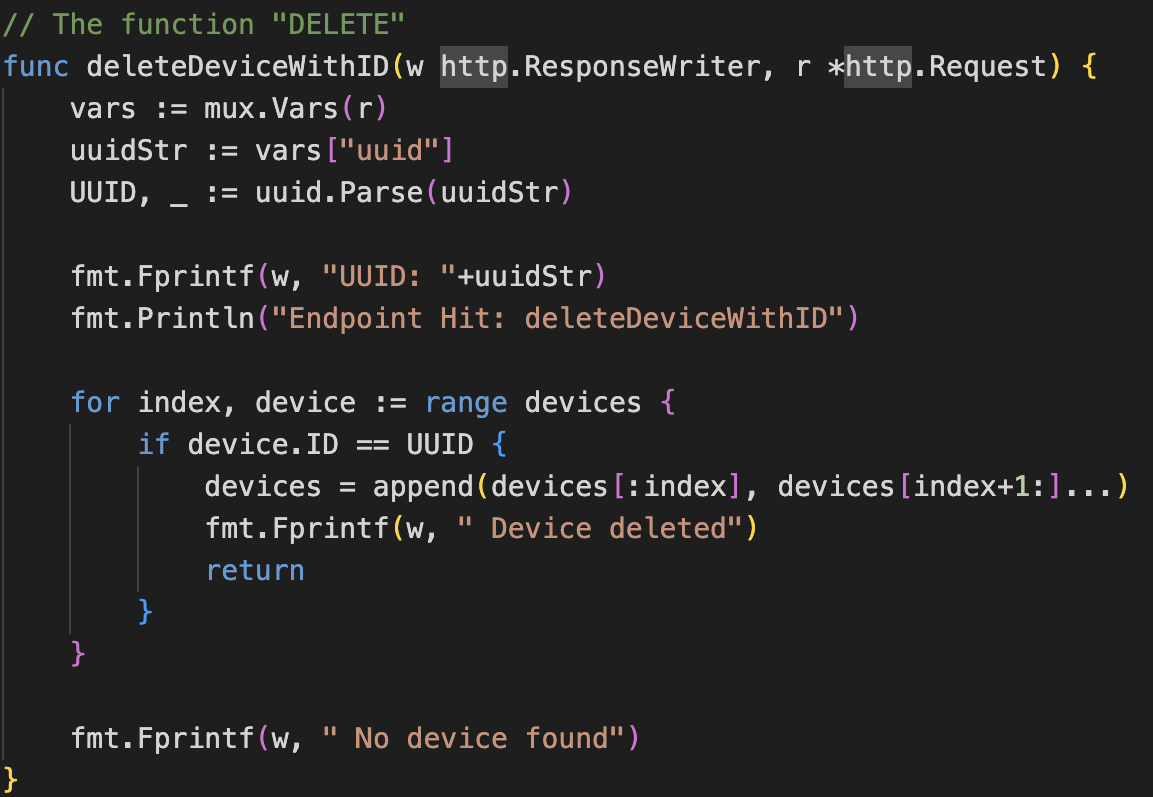 // The function "DELETE"
func deleteDeviceWithID(w http.ResponseWriter, r *http.Request) {
    vars := mux.Vars(r)
    uuidStr := vars["uuid"]
    UUID, _ := uuid.Parse(uuidStr)

    fmt.Fprintf(w, "UUID: "+uuidStr)
    fmt.Println("Endpoint Hit: deleteDeviceWithID")

    for index, device := range devices {
        if device.ID == UUID {
            devices = append(devices[:index], devices[index+1:]...)
            fmt.Fprintf(w, " Device deleted")
            return
        }
    }

    fmt.Fprintf(w, " No device found")
}